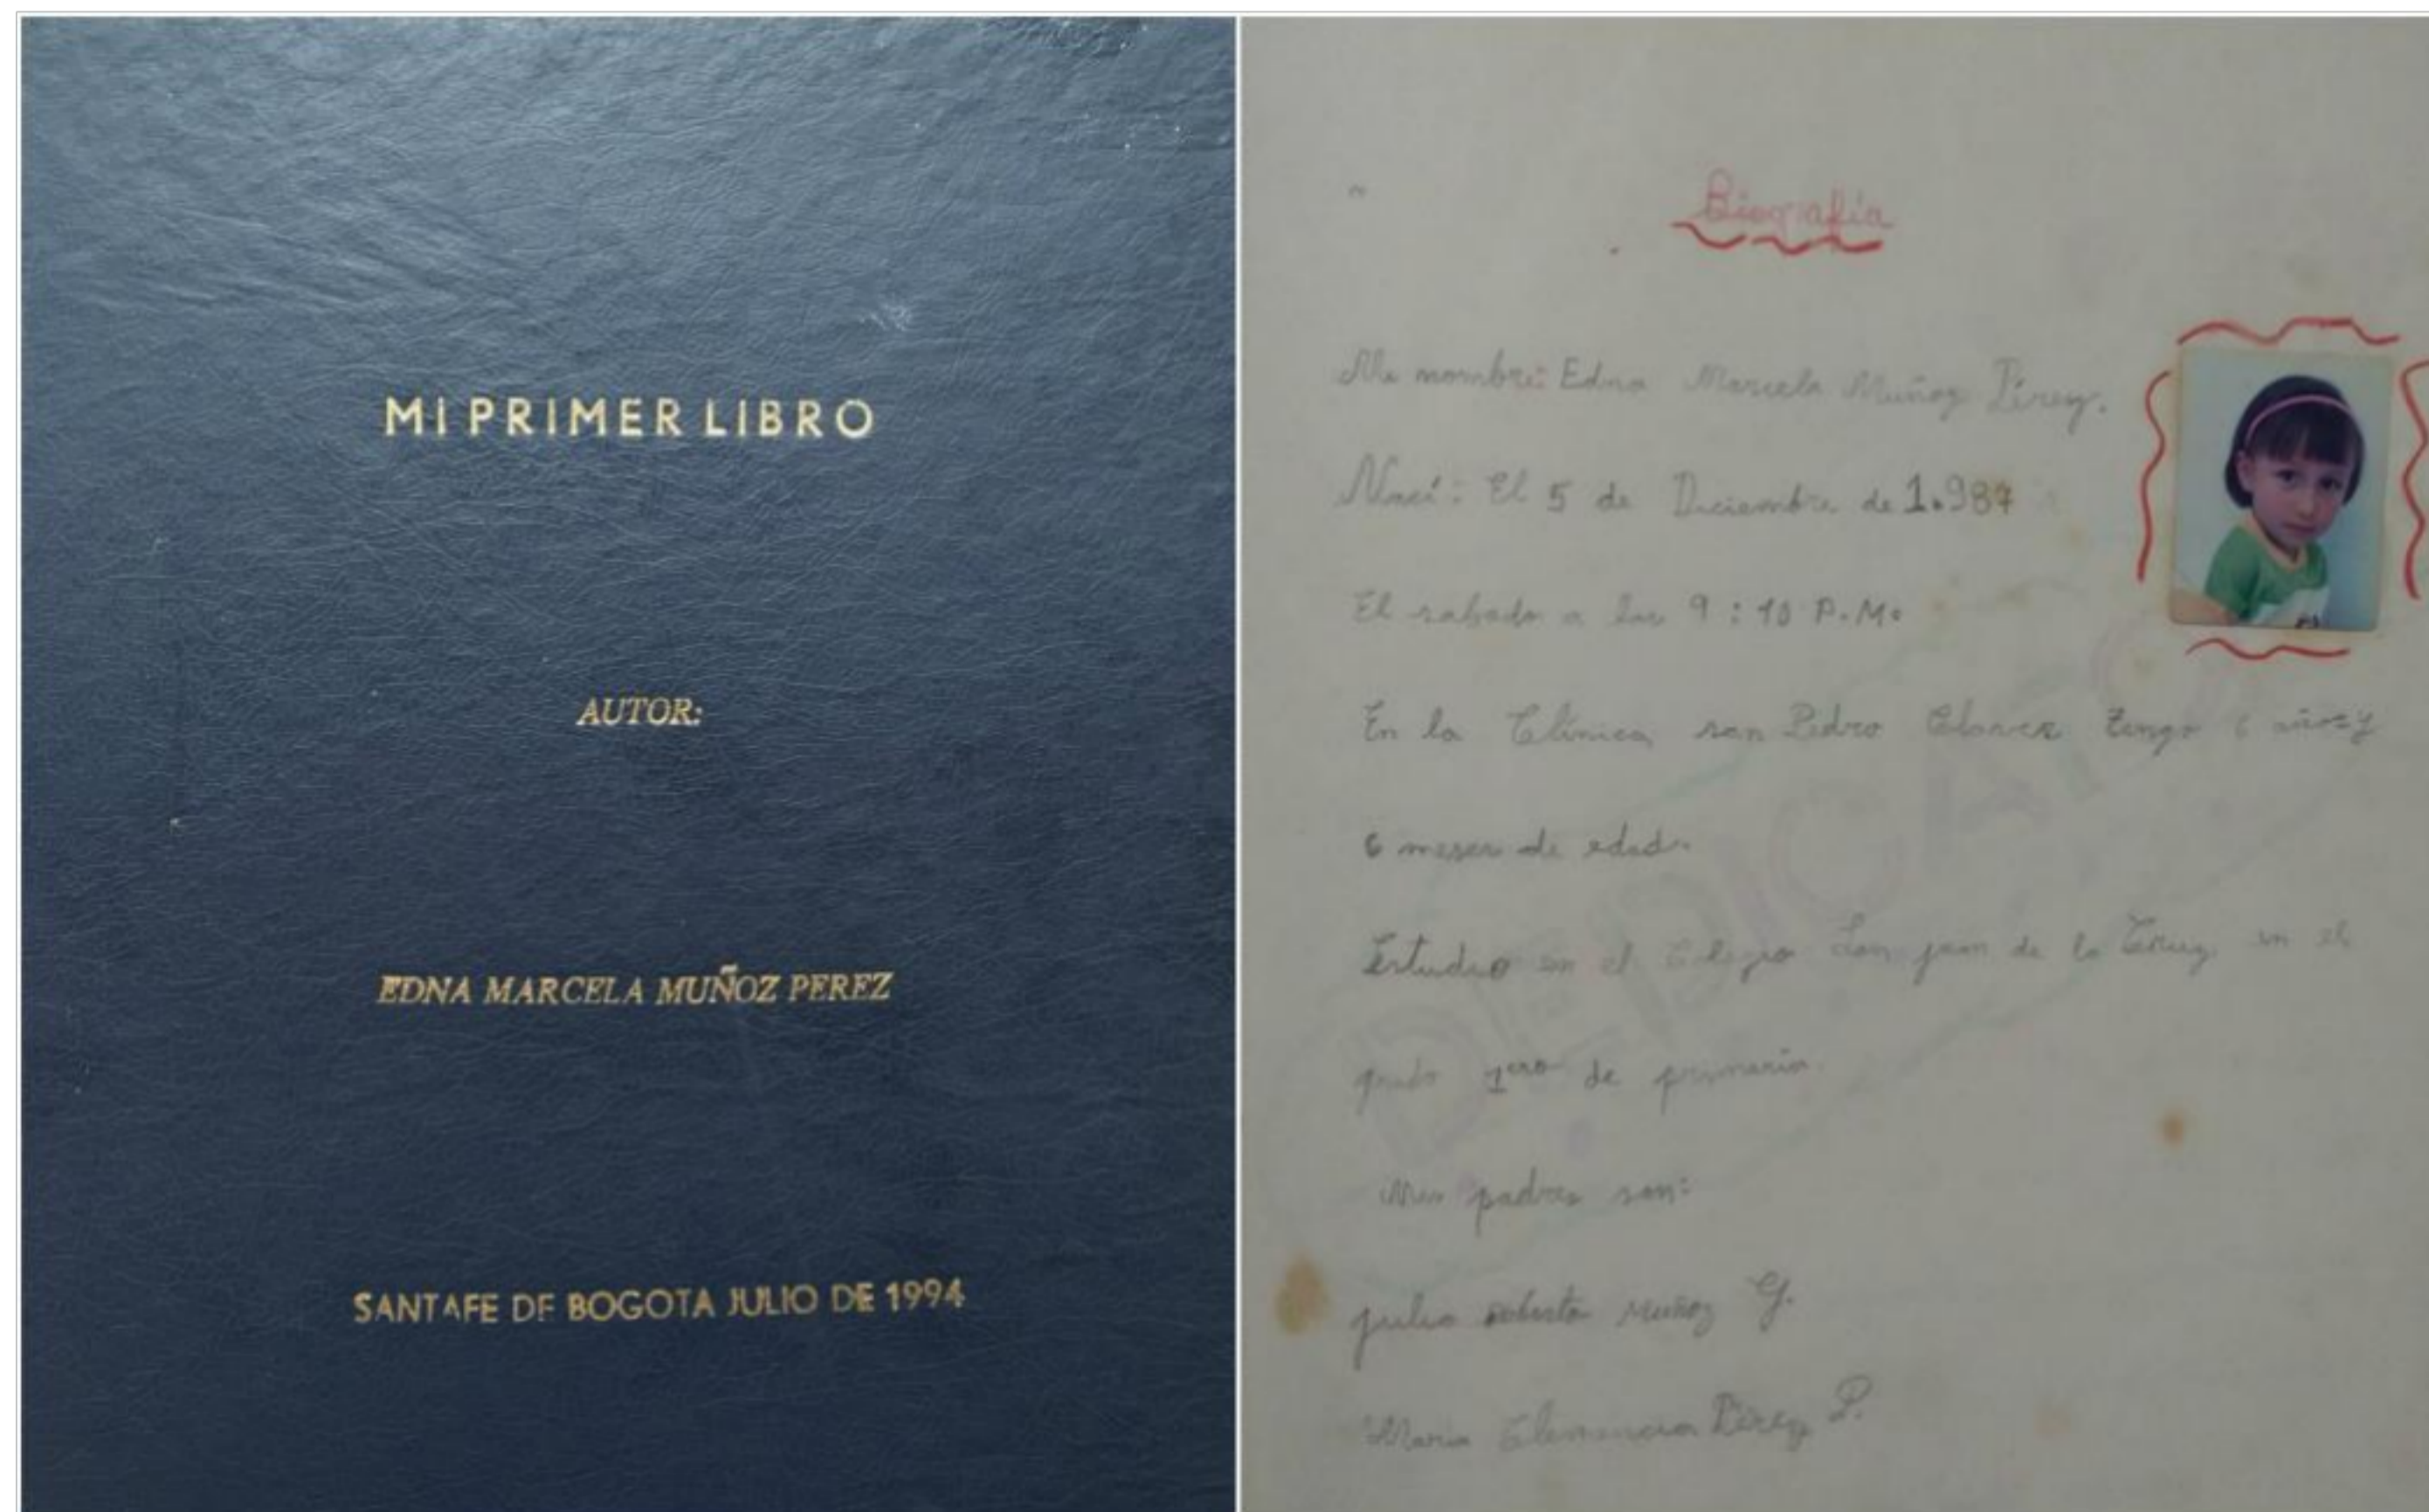 MI PRIMER LIBRO
AUTOR:
EDNA MARCELA MUÑOZ PEREZ
SANTAFE DE BOGOTA JULIO DE 1994
Biografía
Mi nombre: Edna Marcela Muñoz Pérez.
Nací: El 5 de Diciembre de 1.987
El sabado a las 9:10 P.M.
En la Clínica san Pedro Claver tengo 6 años y
6 meses de edad.
Estudio en el Colegio San juan de la Cruz, en el
grado 1ero de primaria.
Mis padres son:
julio roberto muñoz G.
Maria Clemencia Pérez P.
DEDICA